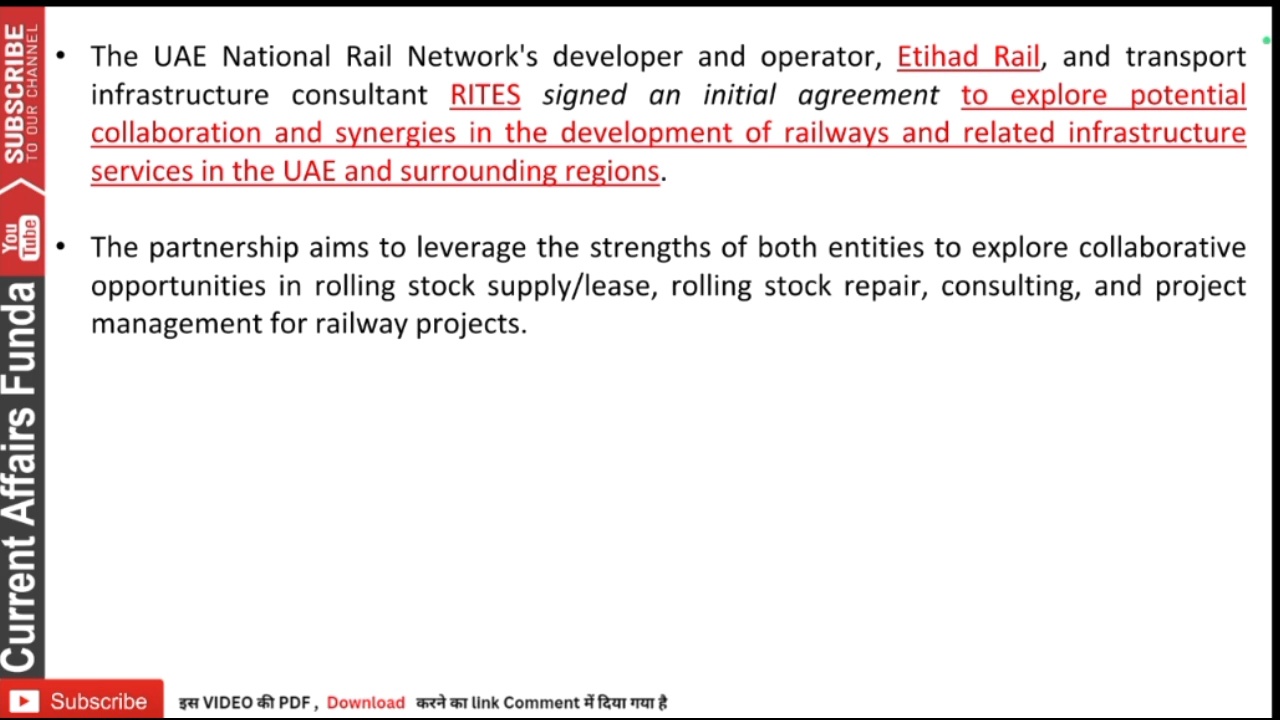 • The UAE National Rail Network's developer and operator, Etihad Rail, and transport
infrastructure consultant RITES signed an initial agreement to explore potential
collaboration and synergies in the development of railways and related infrastructure
services in the UAE and surrounding regions.
• The partnership aims to leverage the strengths of both entities to explore collaborative
opportunities in rolling stock supply/lease, rolling stock repair, consulting, and project
management for railway projects.
SUBSCRIBE
TO OUR CHANNEL
You
Tube
Current Affairs Funda
Subscribe
इस VIDEO की PDF , Download करने का link Comment में दिया गया है